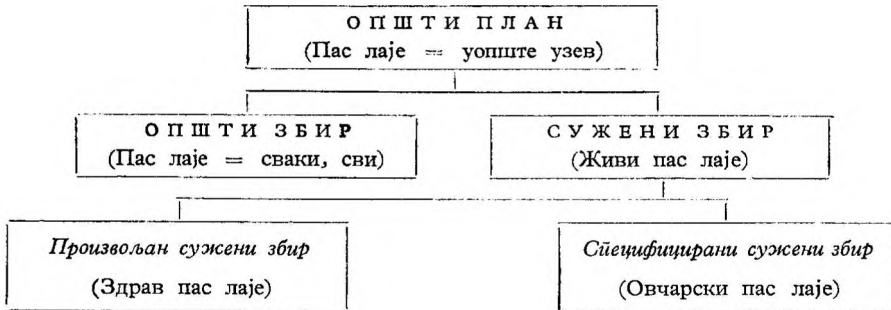 ОПШТИ ПЛАН
(Пас лаје = уопште узев)
ОПШТИ ЗБИР
(Пас лаје = сваки, сви)
СУЖЕНИ ЗБИР
(Живи пас лаје)
Произвољан сужени збир
(Здрав пас лаје)
Специфицирани сужени збир
(Овчарски пас лаје)